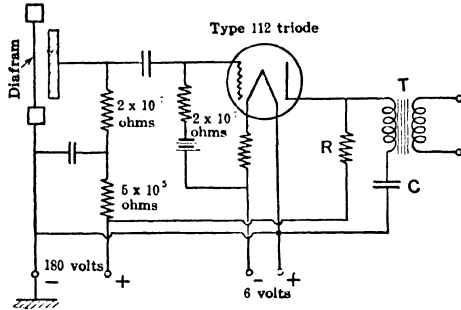 Type 112 triode
Diafram
2 x 10
ohms
2 x 10
ohms
5 x 10⁵
ohms
R
T
C
180 volts
- +
- +
6 volts